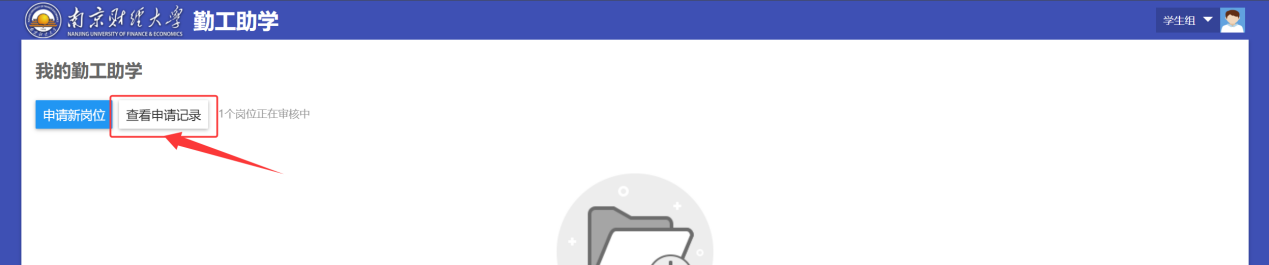 南京财经大学 勤工助学 学生组
NANJING UNIVERSITY OF FINANCE & ECONOMICS
我的勤工助学
申请新岗位 查看申请记录 1个岗位正在审核中